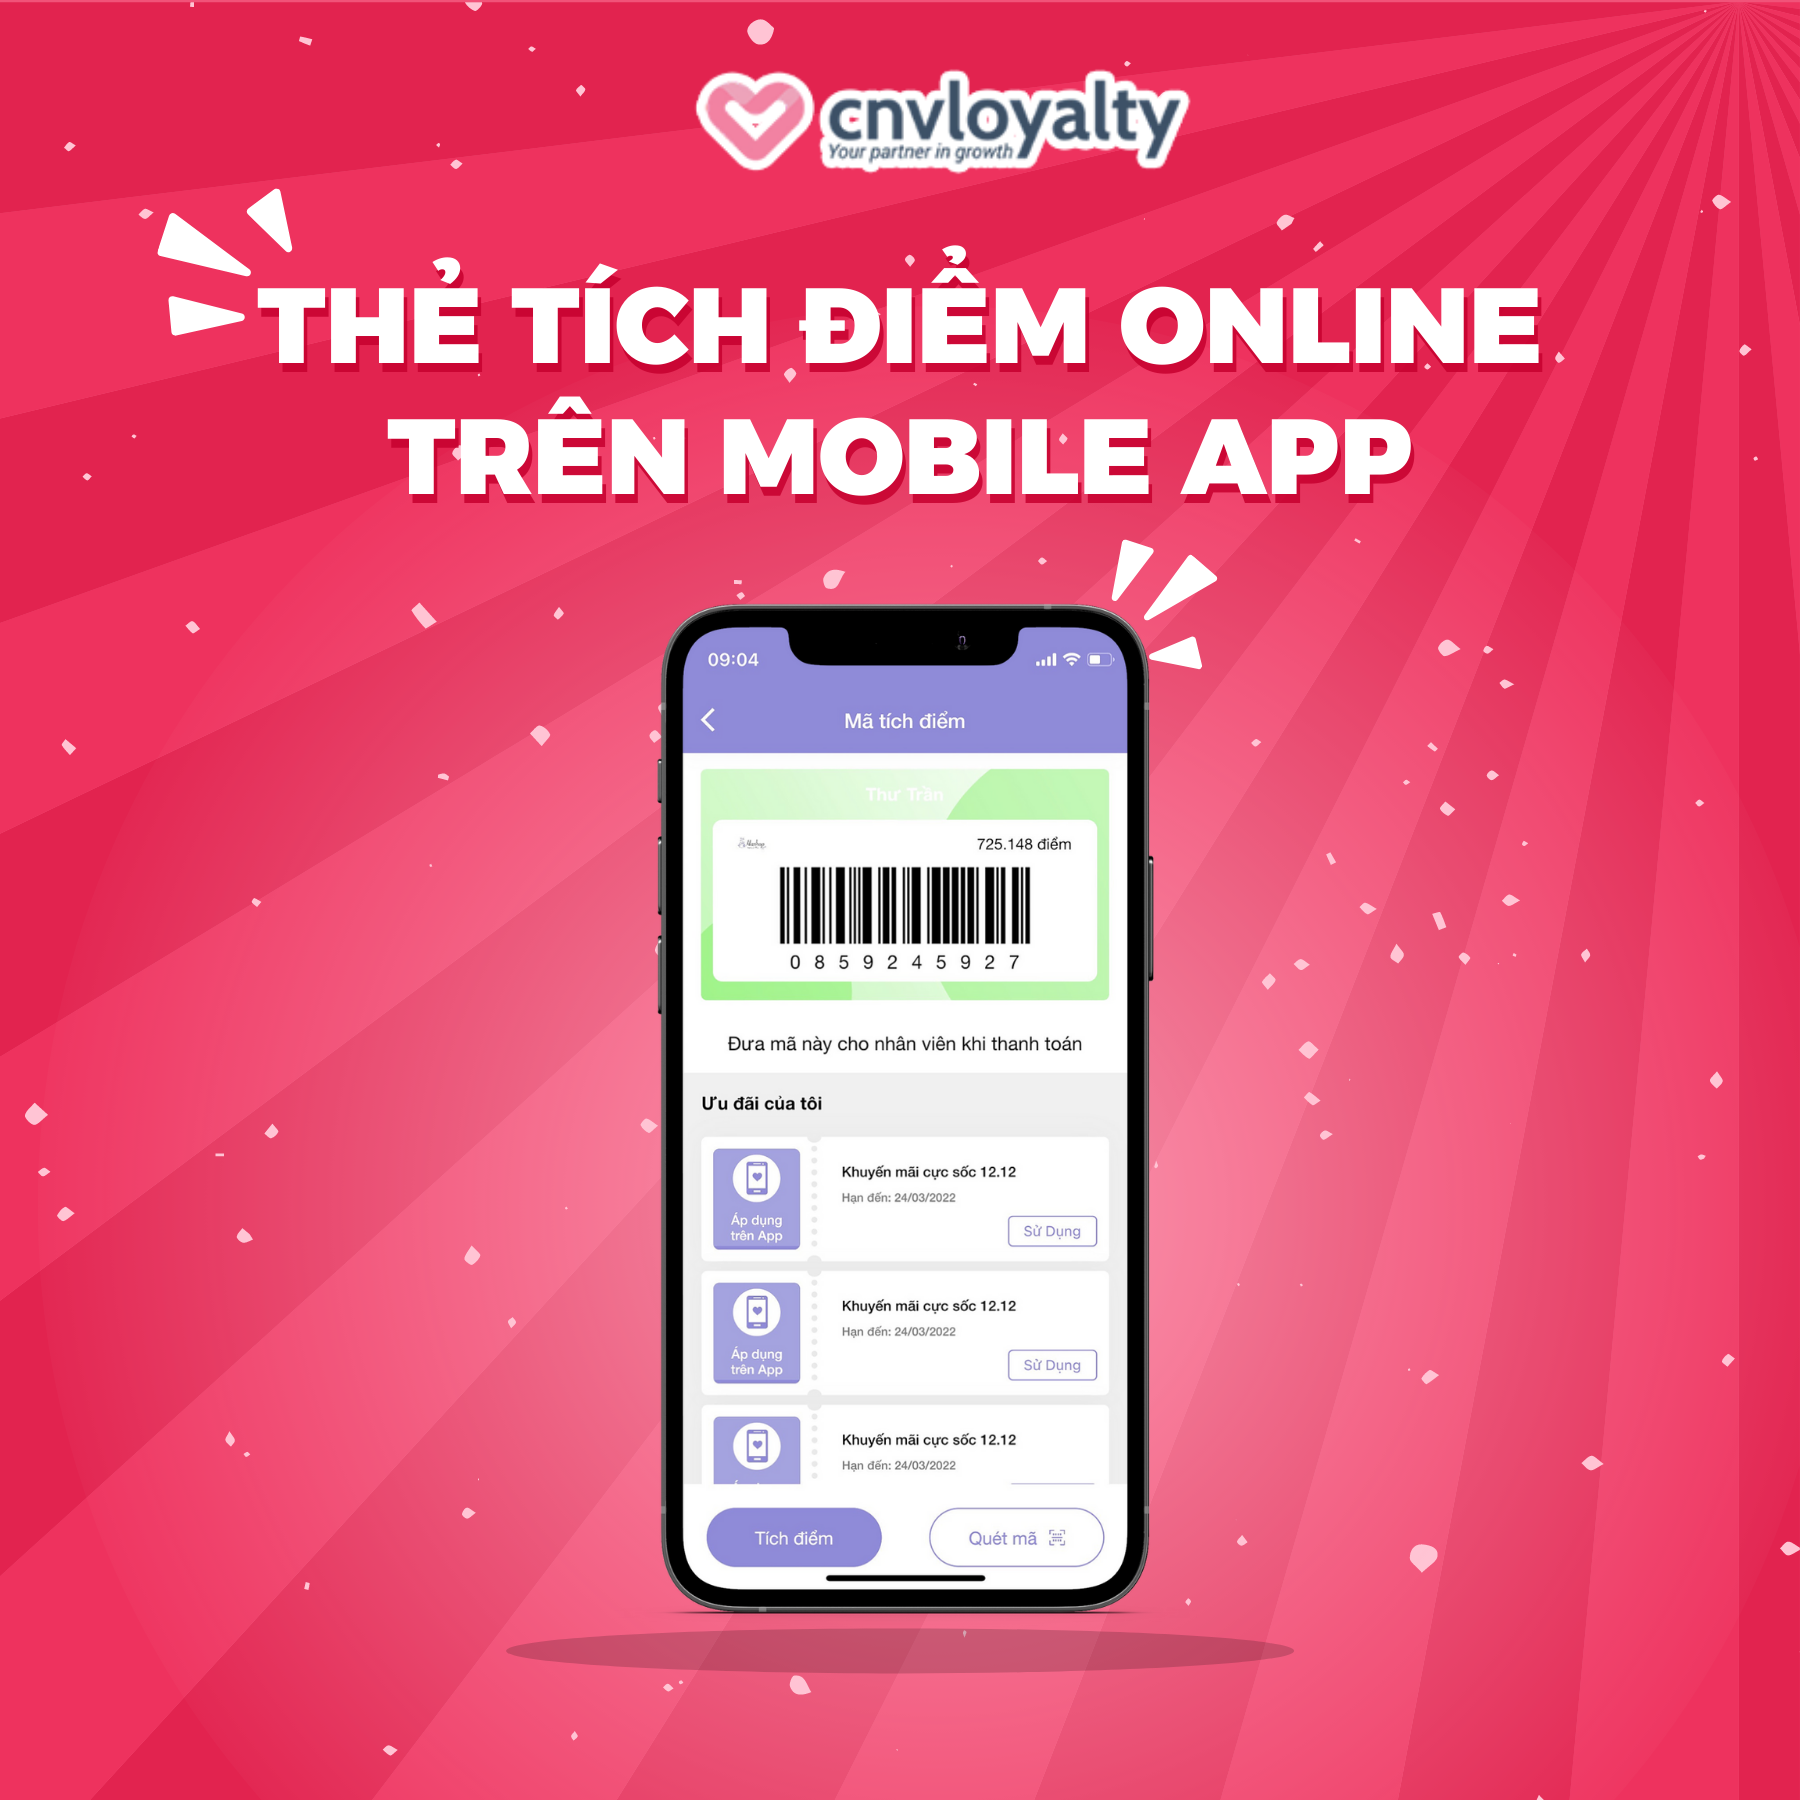 cnvloyalty
Your partner in growth
THẺ TÍCH ĐIỂM ONLINE
TRÊN MOBILE APP
09:04
Mã tích điểm
Thư Trần
725.148 điểm
0 8 5 9 2 4 5 9 2 7
Đưa mã này cho nhân viên khi thanh toán
Ưu đãi của tôi
Khuyến mãi cực sốc 12.12
Hạn đến: 24/03/2022
Áp dụng
trên App
Sử Dụng
Khuyến mãi cực sốc 12.12
Hạn đến: 24/03/2022
Áp dụng
trên App
Sử Dụng
Khuyến mãi cực sốc 12.12
Hạn đến: 24/03/2022
Tích điểm
Quét mã